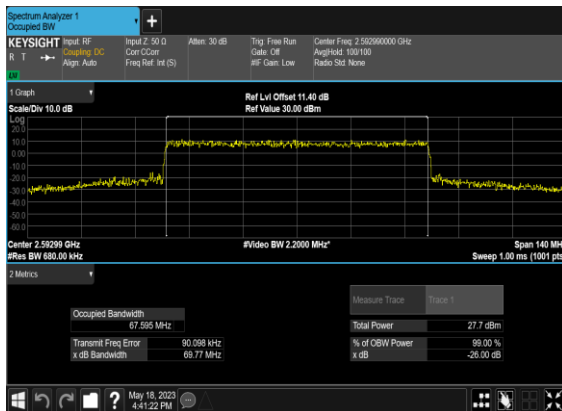 Spectrum Analyzer 1
Occupied BW
+
KEYSIGHT Input: RF Input Z: 50 Ω Atten: 30 dB Trig: Free Run Center Freq: 2.592990000 GHz
R T Coupling: DC Corr CCorr Gate: Off Avg|Hold: 100/100
Align: Auto Freq Ref: Int (S) #IF Gain: Low Radio Std: None
LXI
1 Graph
Ref Lvl Offset 11.40 dB
Scale/Div 10.0 dB Ref Value 30.00 dBm
Log
20.0
10.0
0.00
-10.0
-20.0
-30.0
-40.0
-50.0
-60.0
Center 2.59299 GHz #Video BW 2.2000 MHz* Span 140 MH
#Res BW 680.00 kHz Sweep 1.00 ms (1001 pts
2 Metrics
Measure Trace Trace 1
Occupied Bandwidth
67.595 MHz Total Power 27.7 dBm
Transmit Freq Error 90.098 kHz % of OBW Power 99.00 %
x dB Bandwidth 69.77 MHz x dB -26.00 dB
?
May 18, 2023
4:41:22 PM